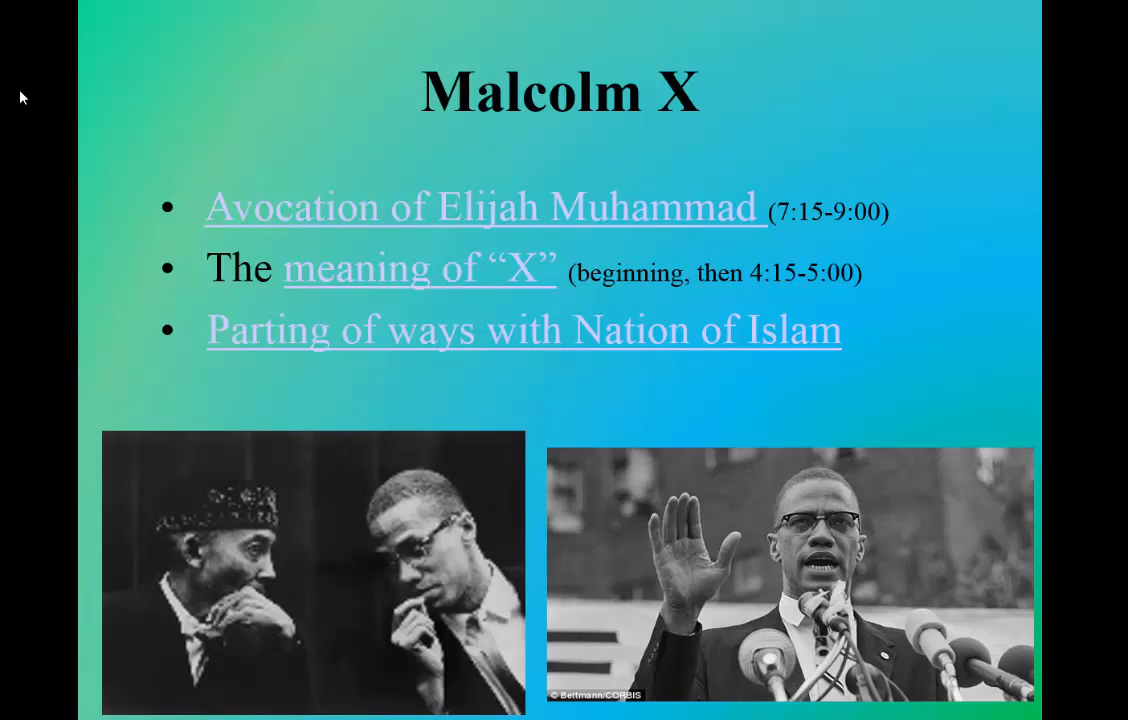 Malcolm X
• Avocation of Elijah Muhammad (7:15-9:00)
• The meaning of “X” (beginning, then 4:15-5:00)
• Parting of ways with Nation of Islam
© Bettmann/CORBIS